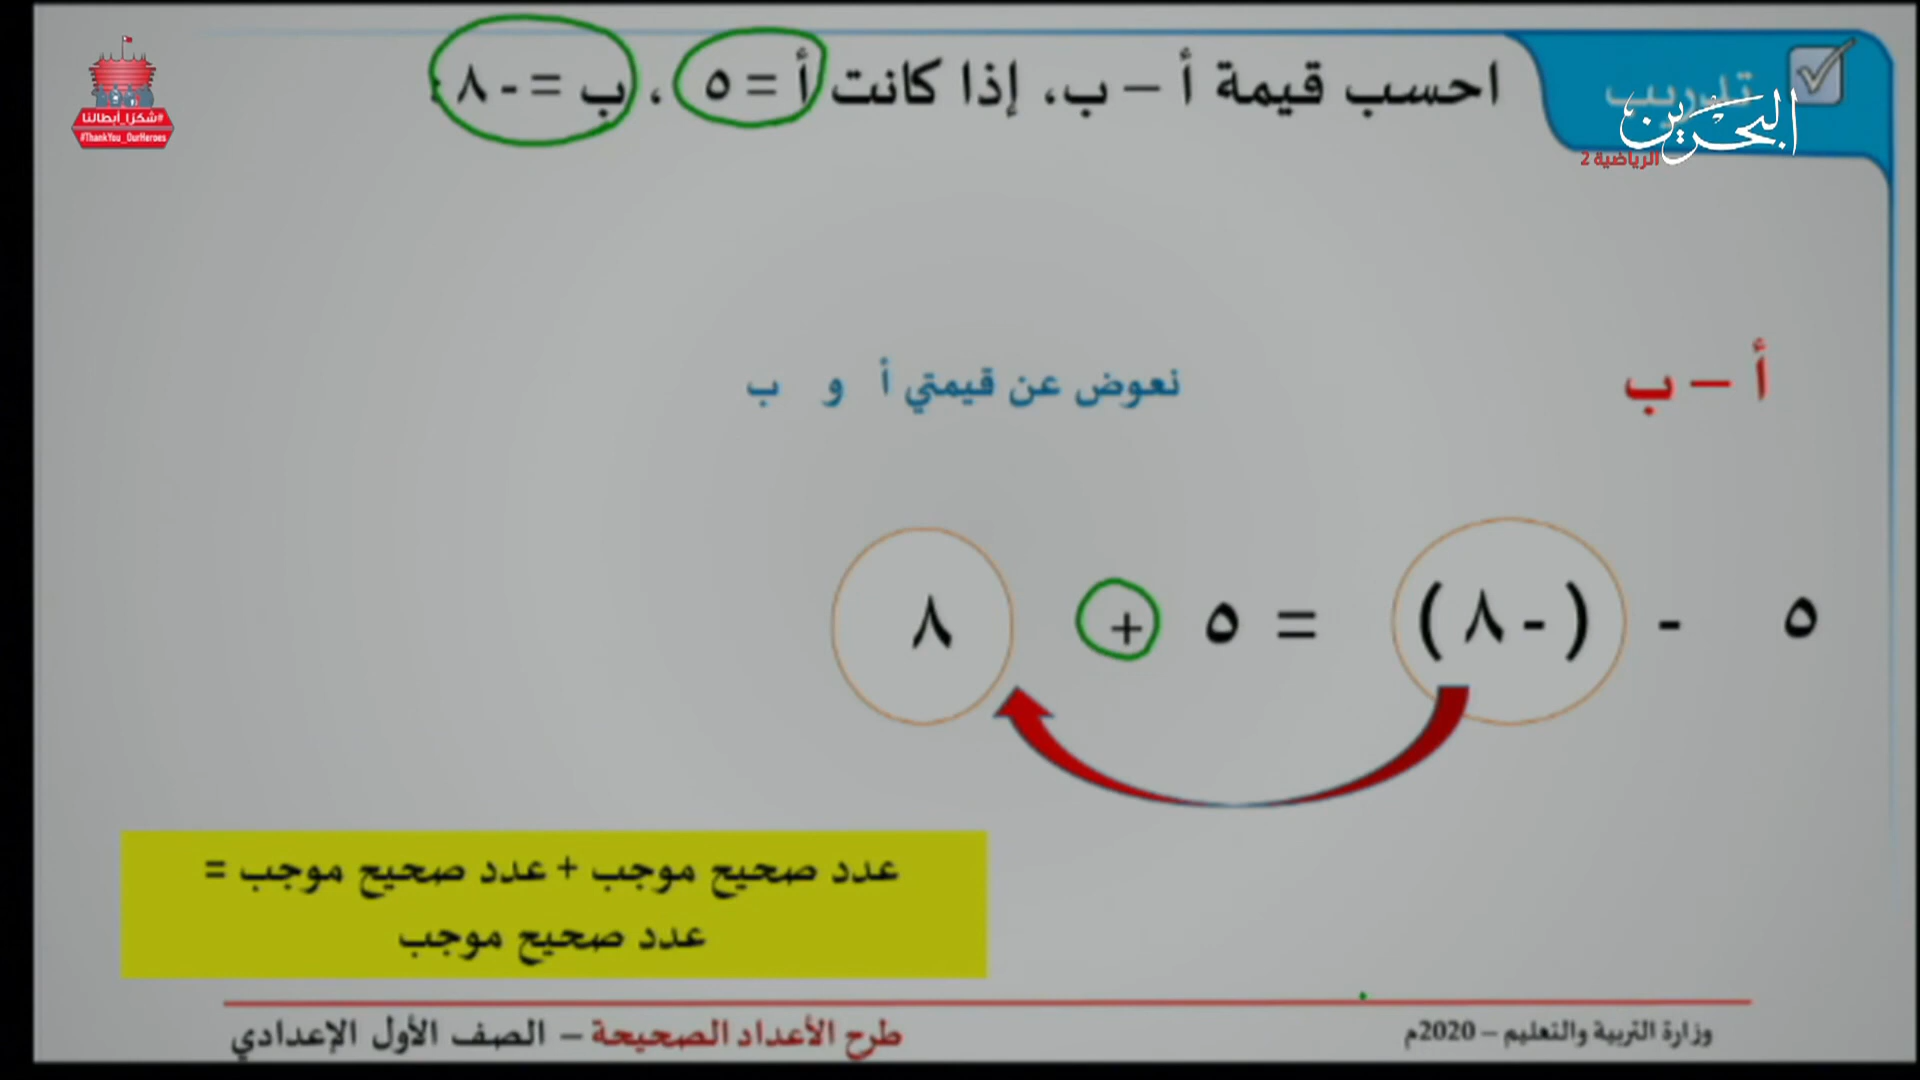 تدريب
البحرين
الرياضية 2
احسب قيمة أ – ب، إذا كانت أ = ٥ ، ب = -٨ :
#شكرا_أبطالنا
#ThankYou_OurHeroes
أ – ب
نعوض عن قيمتي أ و ب
٥ - (-٨) = ٥ + ٨
عدد صحيح موجب + عدد صحيح موجب =
عدد صحيح موجب
وزارة التربية والتعليم – 2020م
طرح الأعداد الصحيحة – الصف الأول الإعدادي